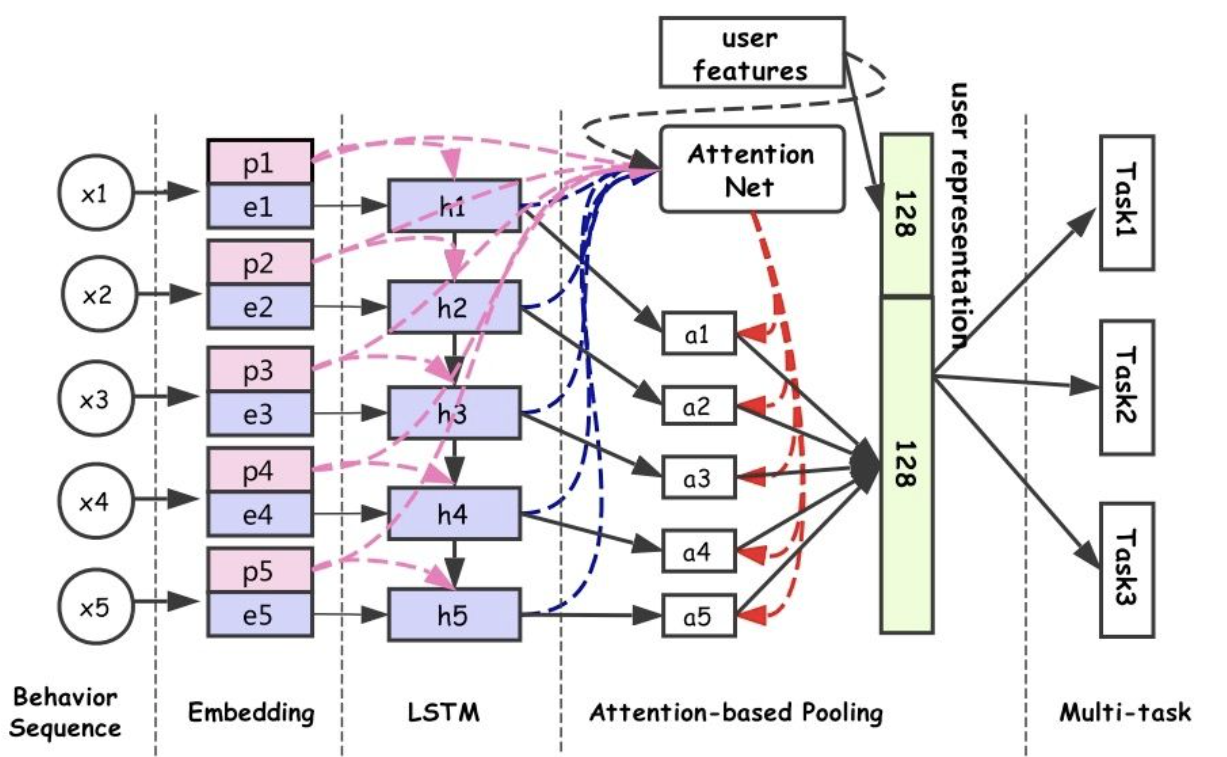 user
features
Attention
Net
user representation
x1
p1
e1
h1
128
Task1
x2
p2
e2
h2
a1
x3
p3
e3
h3
a2
Task2
x4
p4
e4
h4
a3
128
a4
x5
p5
e5
h5
a5
Task3
Behavior
Sequence
Embedding
LSTM
Attention-based Pooling
Multi-task